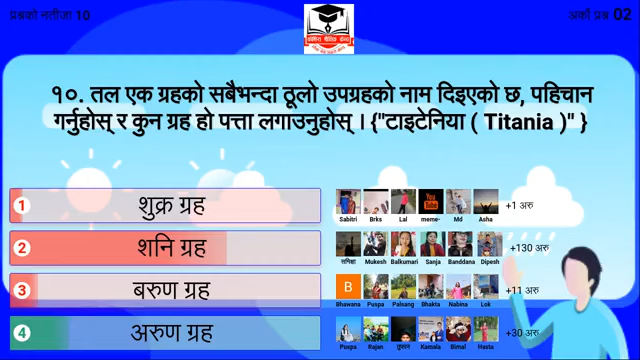 प्रश्नको नतीजा 10
अर्को प्रश्न 02
१०. तल एक ग्रहको सबैभन्दा ठूलो उपग्रहको नाम दिइएको छ, पहिचान
गर्नुहोस् र कुन ग्रह हो पत्ता लगाउनुहोस् । {"टाइटेनिया ( Titania )" }
1 शुक्र ग्रह
Sabitri Brks Lal meme- Md Asha +1 अरु
2 शनि ग्रह
Mukesh Balkumari Sanja Bandana Dipesh +130 अरु
3 बरुण ग्रह
B
Bhawana Puspa Palsang Bhakta Nabina Lok +11 अरु
4 अरुण ग्रह
Puspa Rajan Kamala Bimal Hasta +30 अरु
You Tube